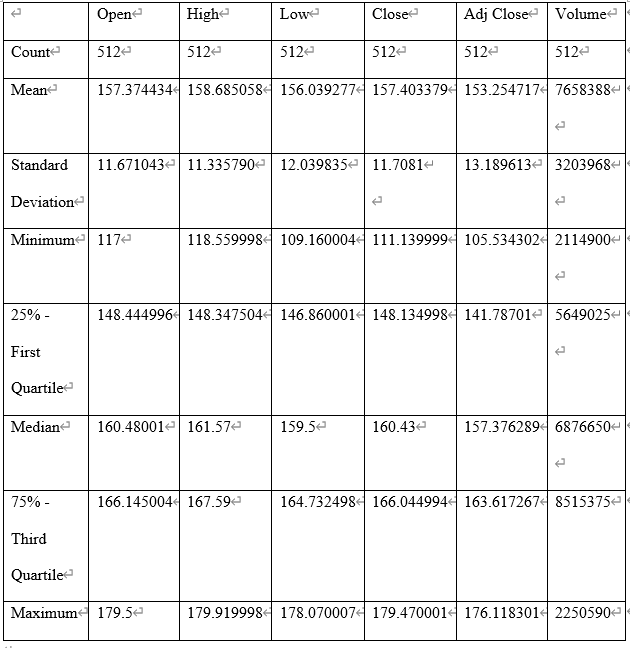 Open High Low Close Adj Close Volume
Count 512 512 512 512 512 512
Mean 157.374434 158.685058 156.039277 157.403379 153.254717 7658388
Standard 11.671043 11.335790 12.039835 11.7081 13.189613 3203968
Deviation
Minimum 117 118.559998 109.160004 111.139999 105.534302 2114900
25% - 148.444996 148.347504 146.860001 148.134998 141.78701 5649025
First
Quartile
Median 160.48001 161.57 159.5 160.43 157.376289 6876650
75% - 166.145004 167.59 164.732498 166.044994 163.617267 8515375
Third
Quartile
Maximum 179.5 179.919998 178.070007 179.470001 176.118301 2250590